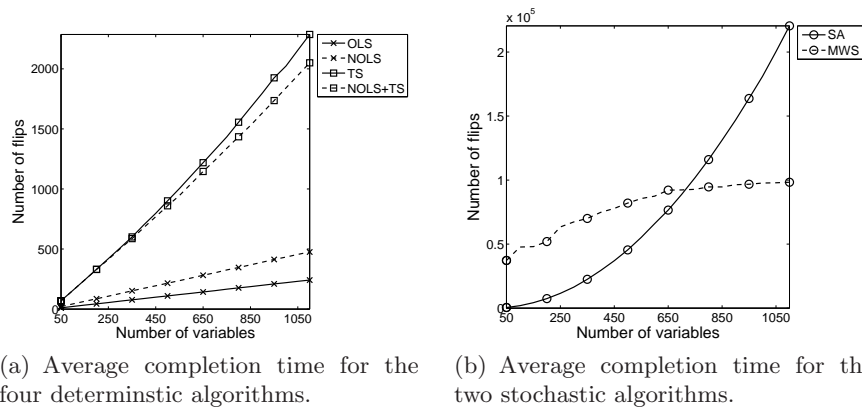 OLS
NOLS
TS
NOLS+TS
2000
1500
1000
500
0
Number of flips
50 250 450 650 850 1050
Number of variables
(a) Average completion time for the
four determinstic algorithms.
x 10^5
SA
MWS
2
1.5
1
0.5
0
Number of flips
50 250 450 650 850 1050
Number of variables
(b) Average completion time for th
two stochastic algorithms.